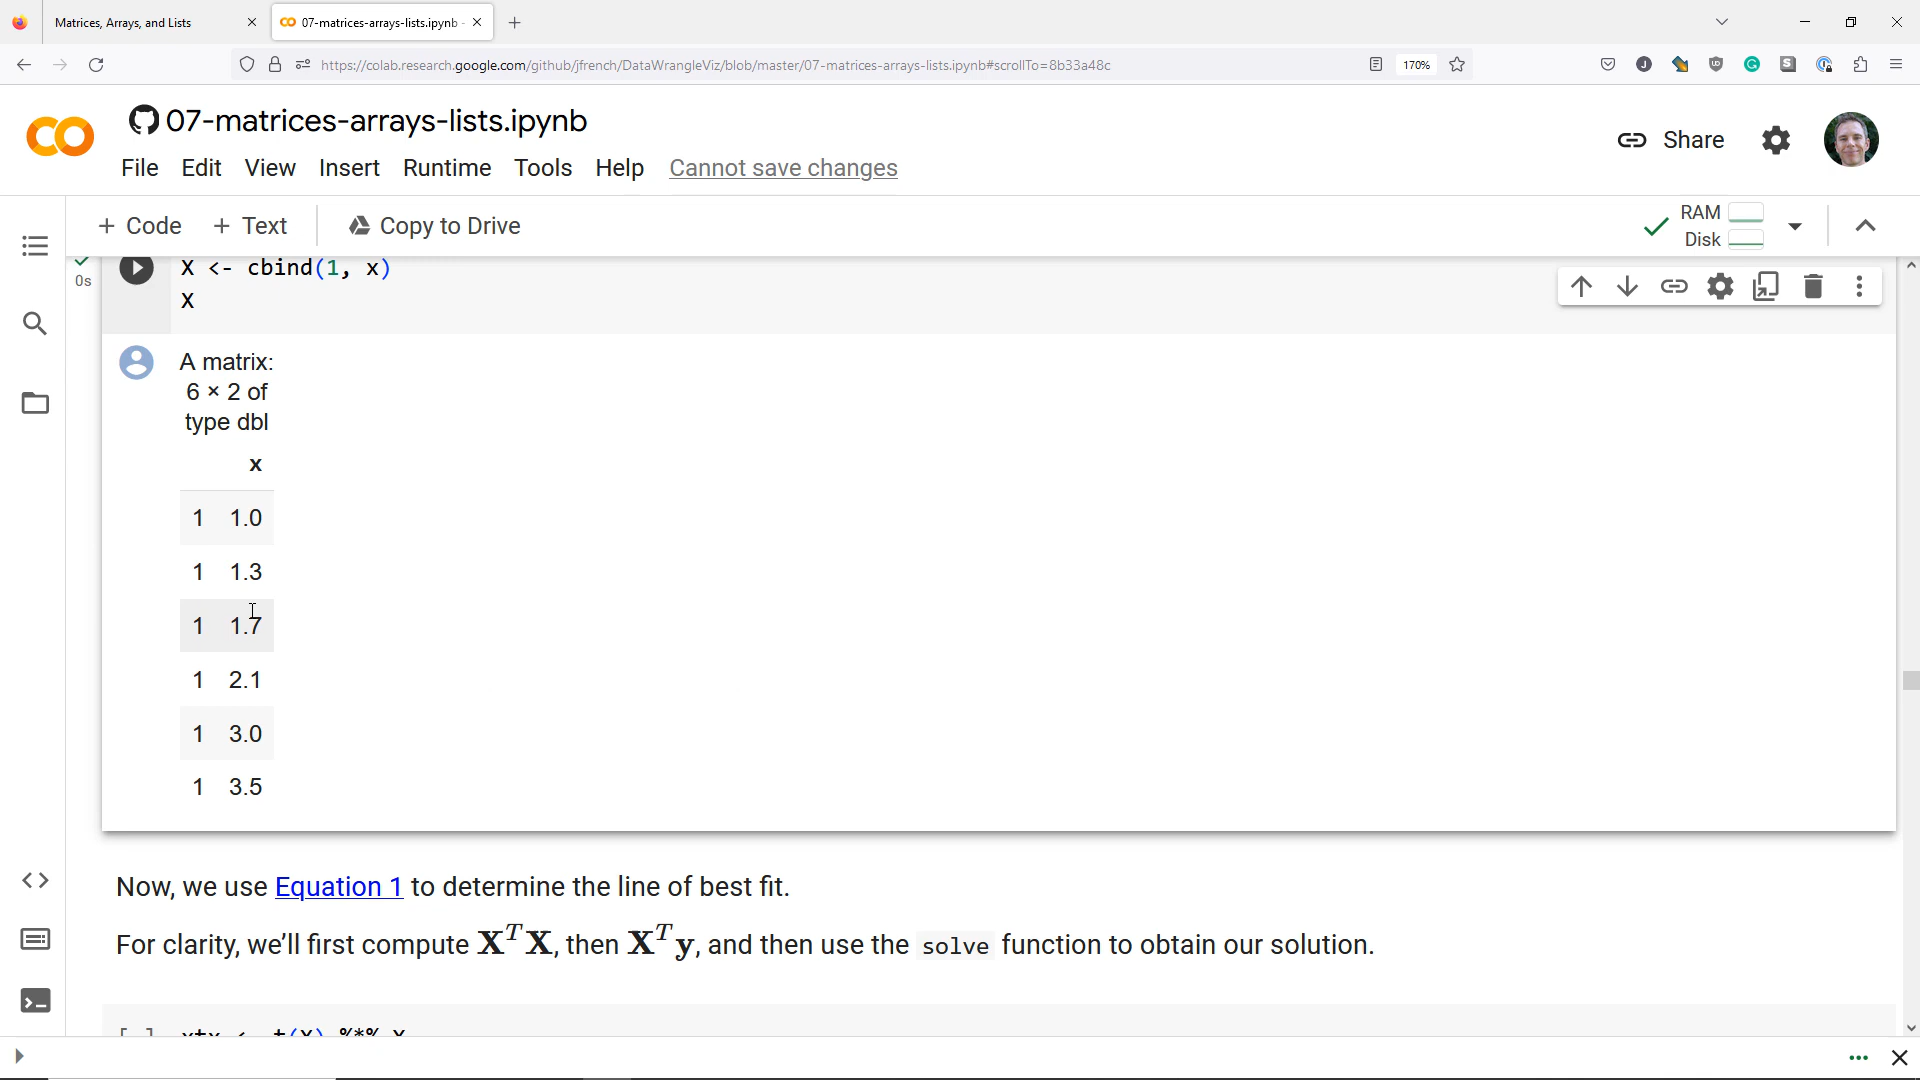 Matrices, Arrays, and Lists
07-matrices-arrays-lists.ipynb -
https://colab.research.google.com/github/jfrench/DataWrangleViz/blob/master/07-matrices-arrays-lists.ipynb#scrollTo=8b33a48c
170%
07-matrices-arrays-lists.ipynb
Share
File Edit View Insert Runtime Tools Help Cannot save changes
+ Code + Text Copy to Drive
RAM
Disk
0s
X <- cbind(1, x)
X
A matrix:
6 × 2 of
type dbl
x
1 1.0
1 1.3
1 1.7
1 2.1
1 3.0
1 3.5
Now, we use Equation 1 to determine the line of best fit.
For clarity, we’ll first compute X^T X, then X^T y, and then use the solve function to obtain our solution.
[ ] xtx <- t(X) %*% X